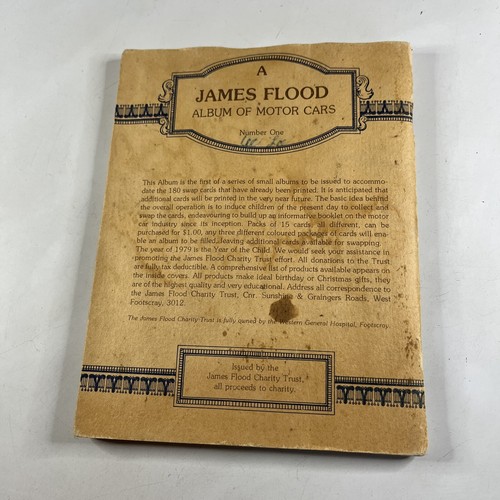 A
JAMES FLOOD
ALBUM OF MOTOR CARS
Number One
This Album is the first of a series of small albums to be issued to accommo-
date the 180 swap cards that have already been printed. It is anticipated that
additional cards will be printed in the very near future. The basic idea behind
the overall operation is to induce children of the present day to collect and
swap the cards, endeavouring to build up an informative booklet on the motor
car industry since its inception. Packs of 15 cards, all different, can be
purchased for $1.00, any three different coloured packages of cards will enab-
le an album to be filled, leaving additional cards available for swapping.
The year of 1979 is the Year of the Child. We would seek your assistance in
promoting the James Flood Charity Trust effort. All donations to the Trust
are fully tax deductible. A comprehensive list of products available appears on
the inside covers. All products make ideal birthday or Christmas gifts, they
are of the highest quality and very educational. Address all correspondence to
the James Flood Charity Trust, Cnr. Sunshine & Graingers Roads, West
Footscray, 3012.
The James Flood Charity Trust is fully owned by the Western General Hospital, Footscray.
Issued by the
James Flood Charity Trust,
all proceeds to charity.